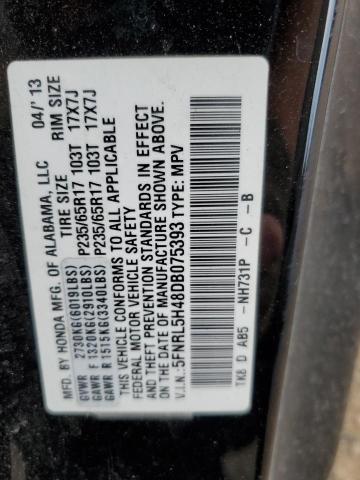 MFD. BY HONDA MFG. OF ALABAMA, LLC 04/' 13
TIRE SIZE RIM SIZE
GVWR 2730KG(6019LBS)
GAWR F 1320KG(2910LBS) P235/65R17 103T 17X7J
GAWR R 1515KG(3340LBS) P235/65R17 103T 17X7J
THIS VEHICLE CONFORMS TO ALL APPLICABLE
FEDERAL MOTOR VEHICLE SAFETY
AND THEFT PREVENTION STANDARDS IN EFFECT
ON THE DATE OF MANUFACTURE SHOWN ABOVE.
V.I.N.:5FNRL5H48DB075393 TYPE: MPV
TK8 D AB5- NH731P -C -B